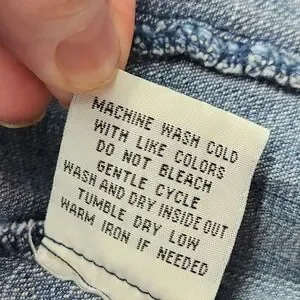 MACHINE WASH COLD
WITH LIKE COLORS
DO NOT BLEACH
GENTLE CYCLE
WASH AND DRY INSIDE OUT
TUMBLE DRY LOW
WARM IRON IF NEEDED